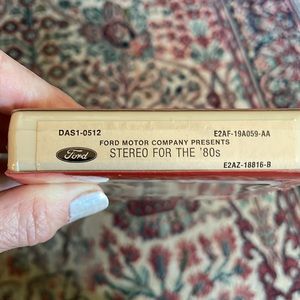 DAS1-0512 E2AF-19A059-AA
FORD MOTOR COMPANY PRESENTS
Ford STEREO FOR THE '80s
E2AZ-18816-B